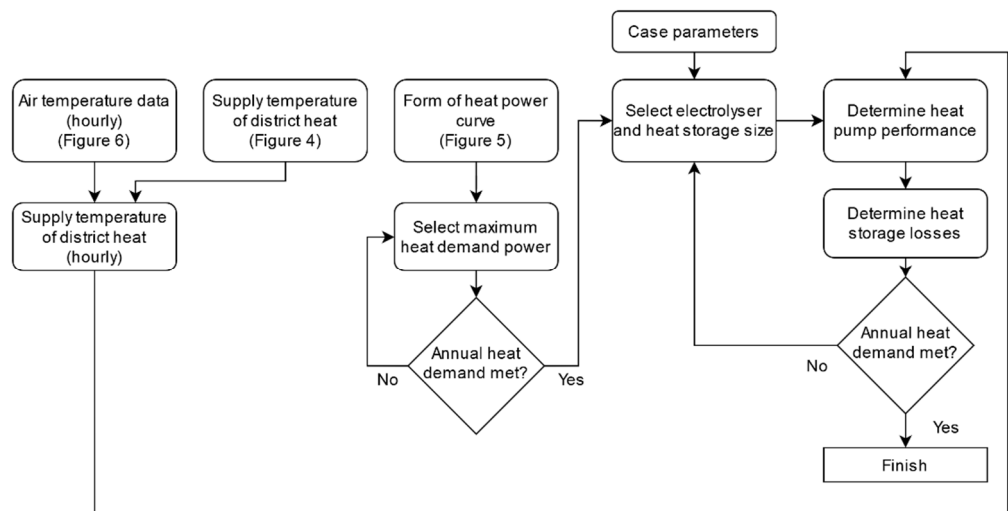 Case parameters
Air temperature data
(hourly)
(Figure 6)
Supply temperature
of district heat
(Figure 4)
Form of heat power
curve
(Figure 5)
Select electrolyser
and heat storage size
Determine heat
pump performance
Supply temperature
of district heat
(hourly)
Select maximum
heat demand power
Determine heat
storage losses
Annual heat
demand met?
No
Yes
Annual heat
demand met?
No
Yes
Finish